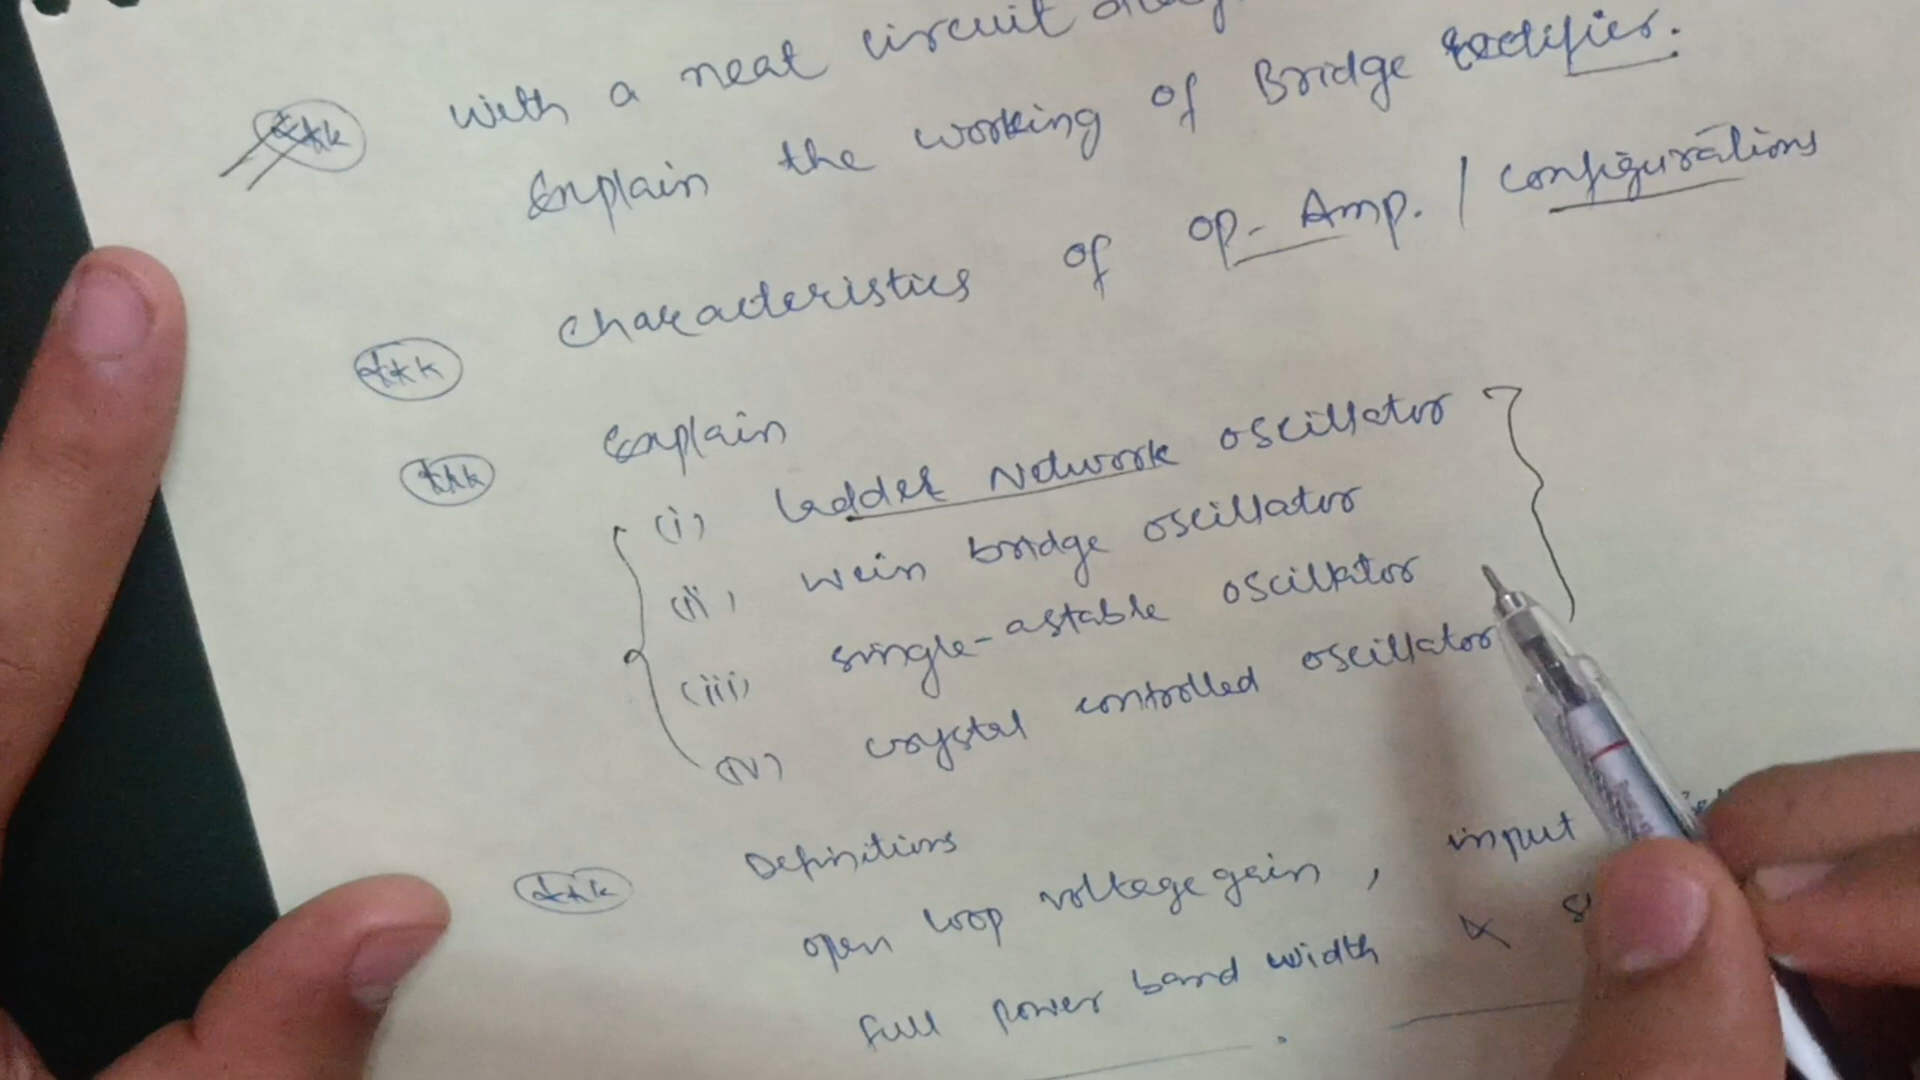 *** With a neat circuit
Explain the working of Bridge rectifier.
*** Characteristics of Op-Amp. / Configurations
*** Explain
(i) Ladder Network oscillator
(ii) wein bridge oscillator
(iii) single-astable oscillator
(iv) crystal controlled oscillator
*** Definitions
open loop voltage gain, input
full power band width &